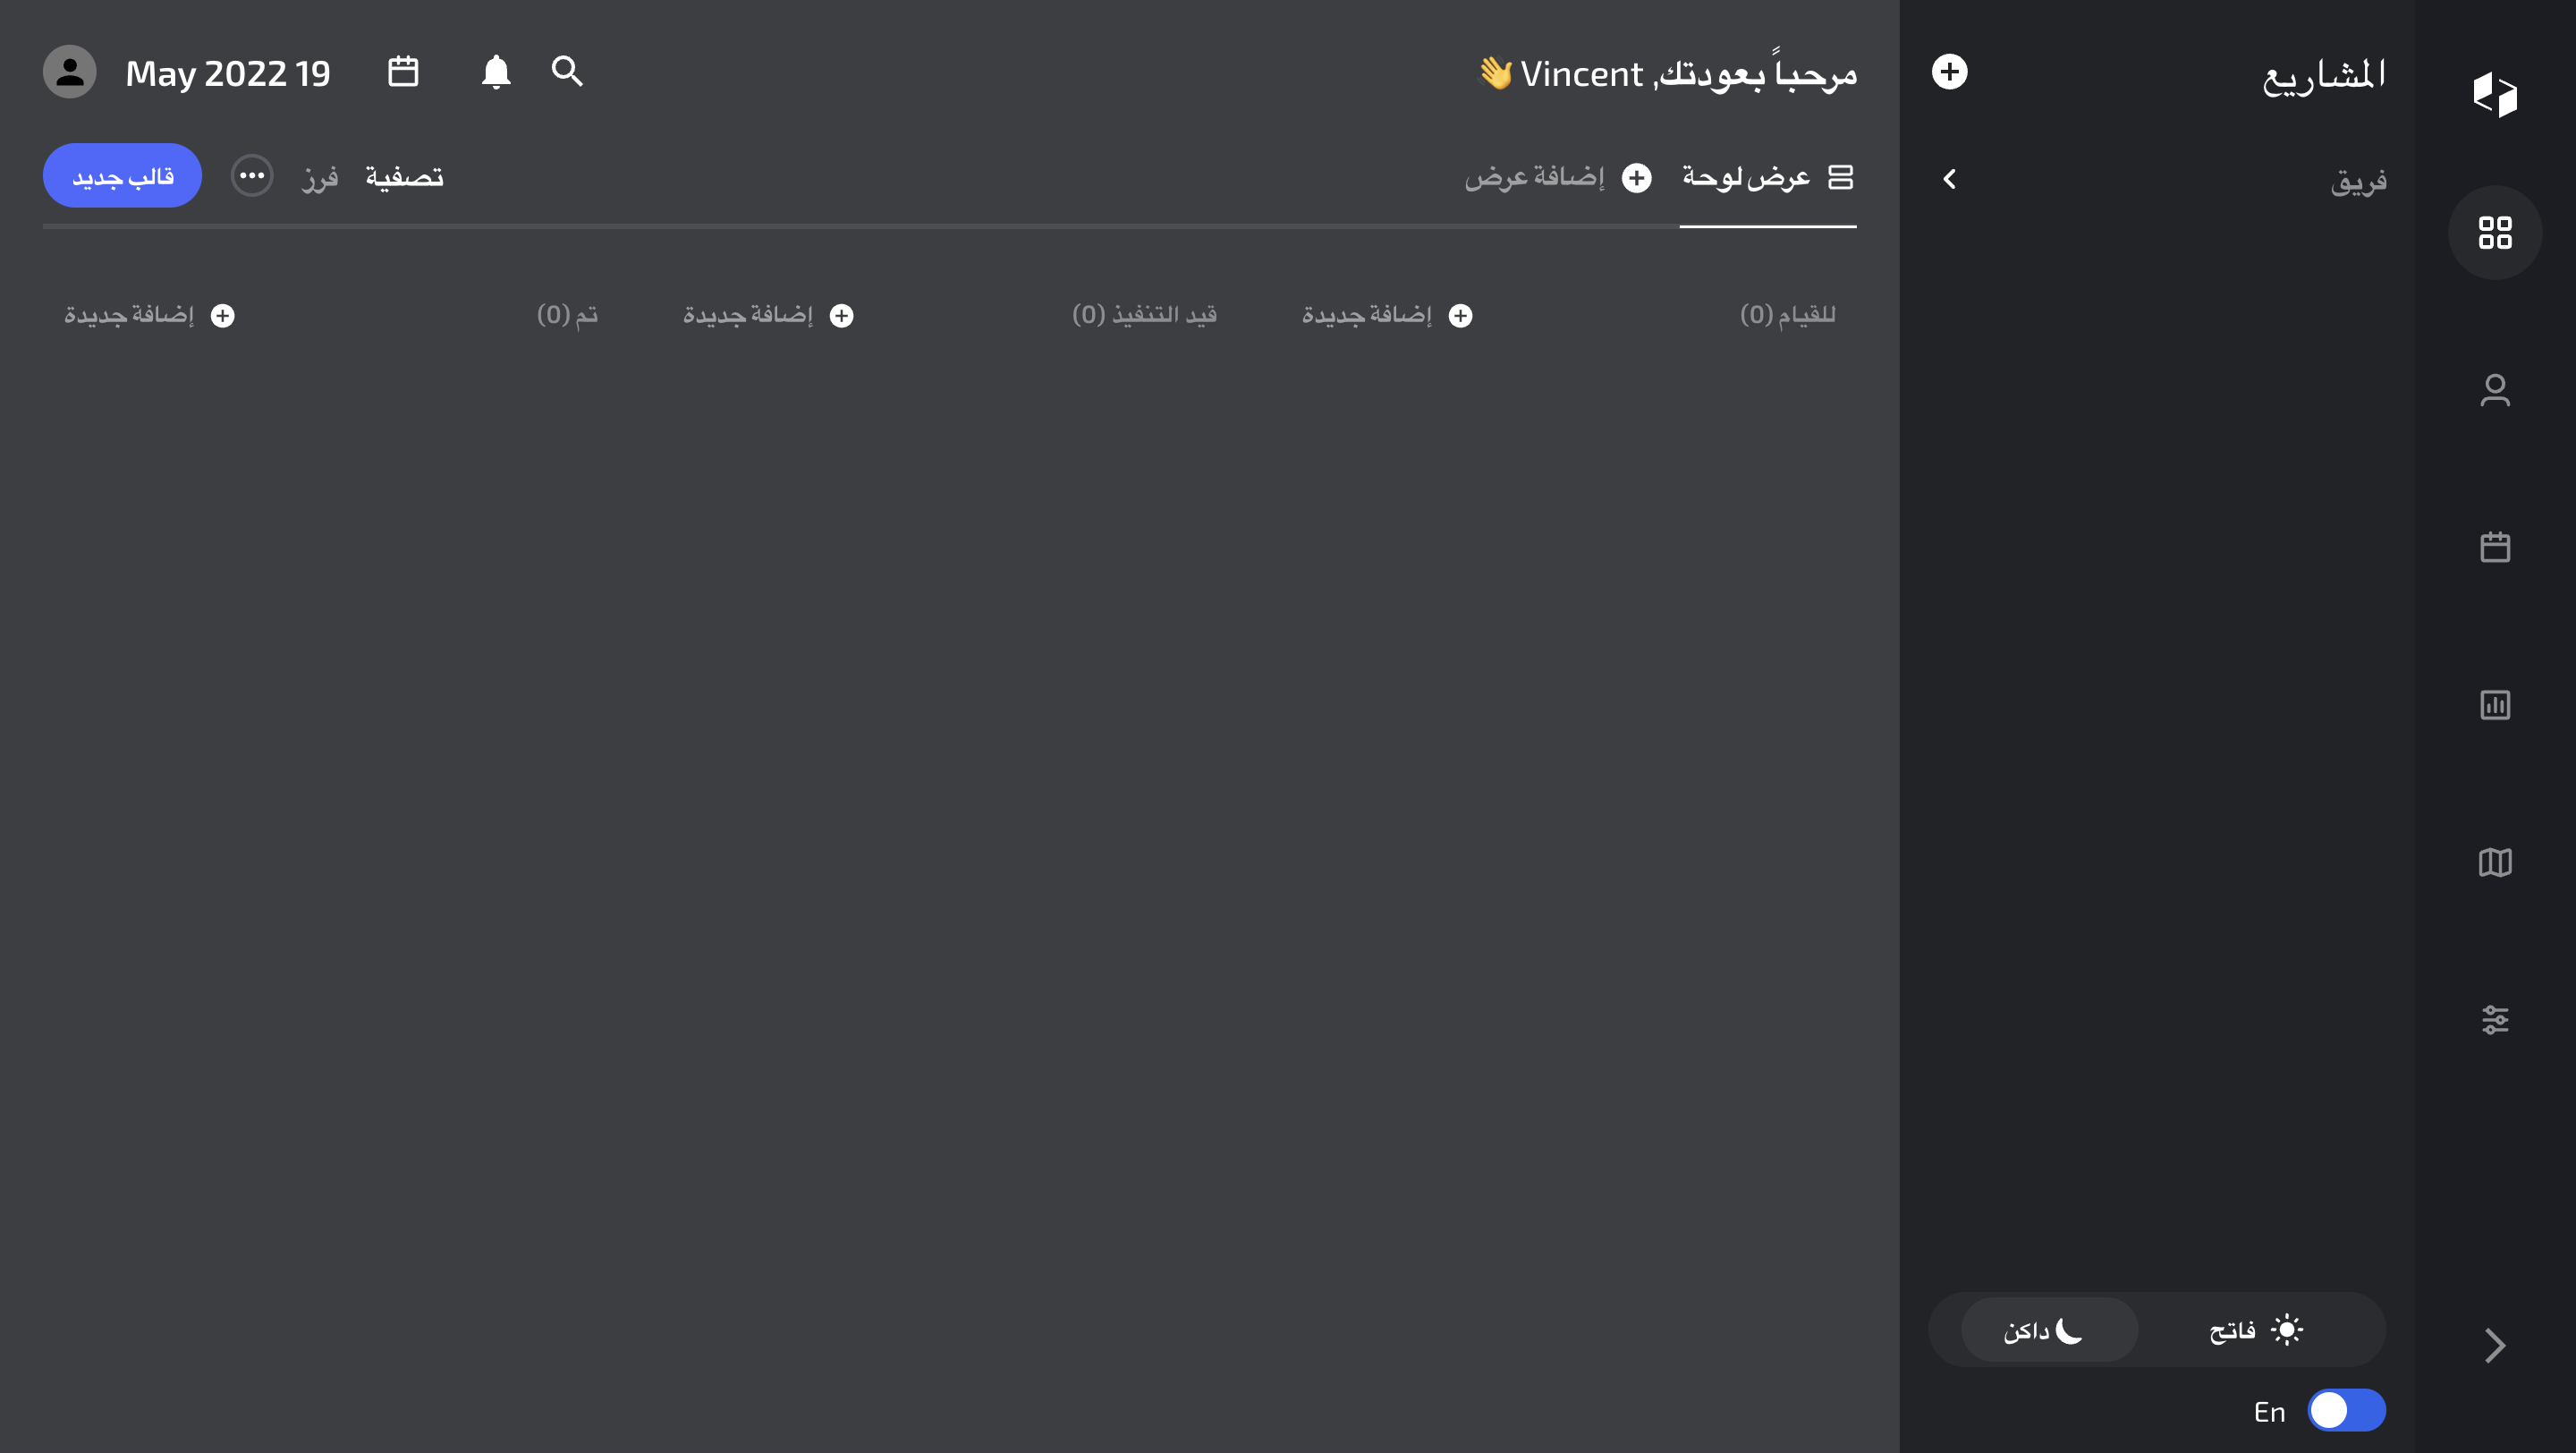 المشاريع
فريق
فاتح
داكن
En
مرحباً بعودتك, Vincent 👋
19 May 2022
عرض لوحة
إضافة عرض
تصفية
فرز
قالب جديد
للقيام (0)
إضافة جديدة
قيد التنفيذ (0)
إضافة جديدة
تم (0)
إضافة جديدة